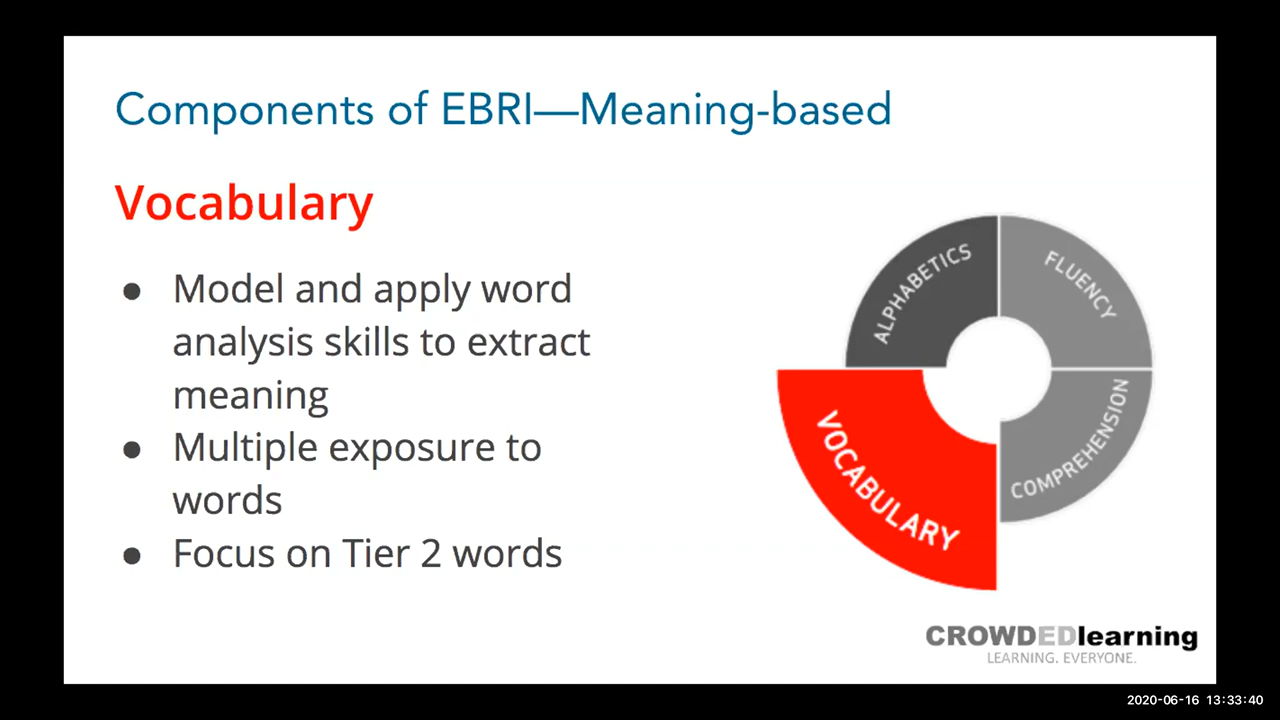 Components of EBRI—Meaning-based
Vocabulary
● Model and apply word
analysis skills to extract
meaning
● Multiple exposure to
words
● Focus on Tier 2 words
ALPHABETICS
FLUENCY
VOCABULARY
COMPREHENSION
CROWDEDlearning
LEARNING. EVERYONE.
2020-06-16 13:33:40